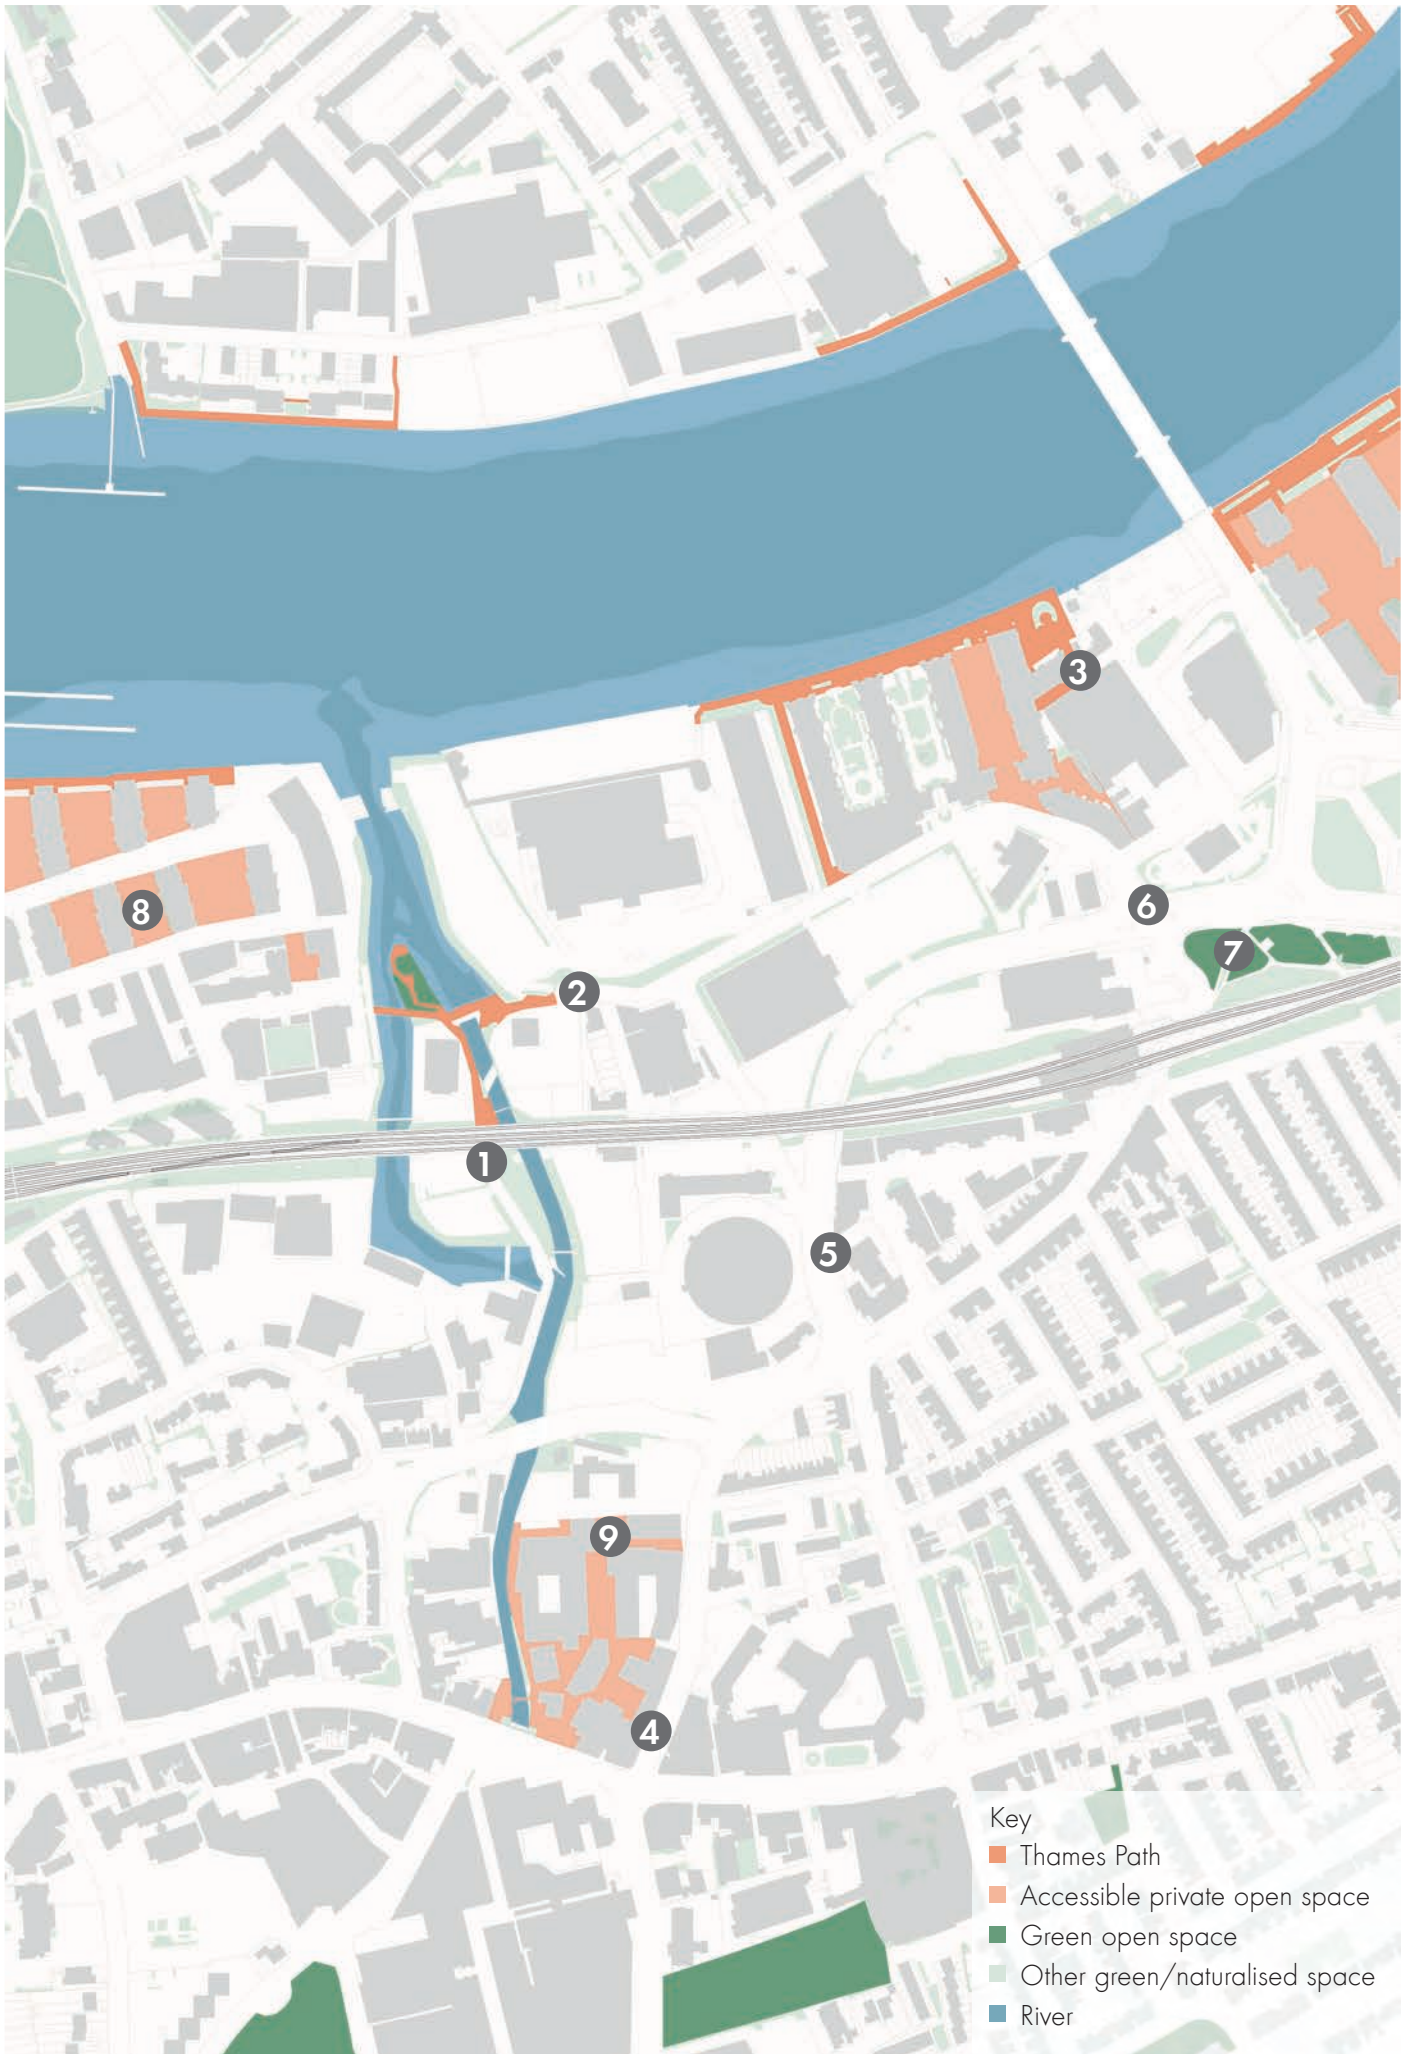 3
8
6
7
2
1
5
9
4
Key
Thames Path
Accessible private open space
Green open space
Other green/naturalised space
River